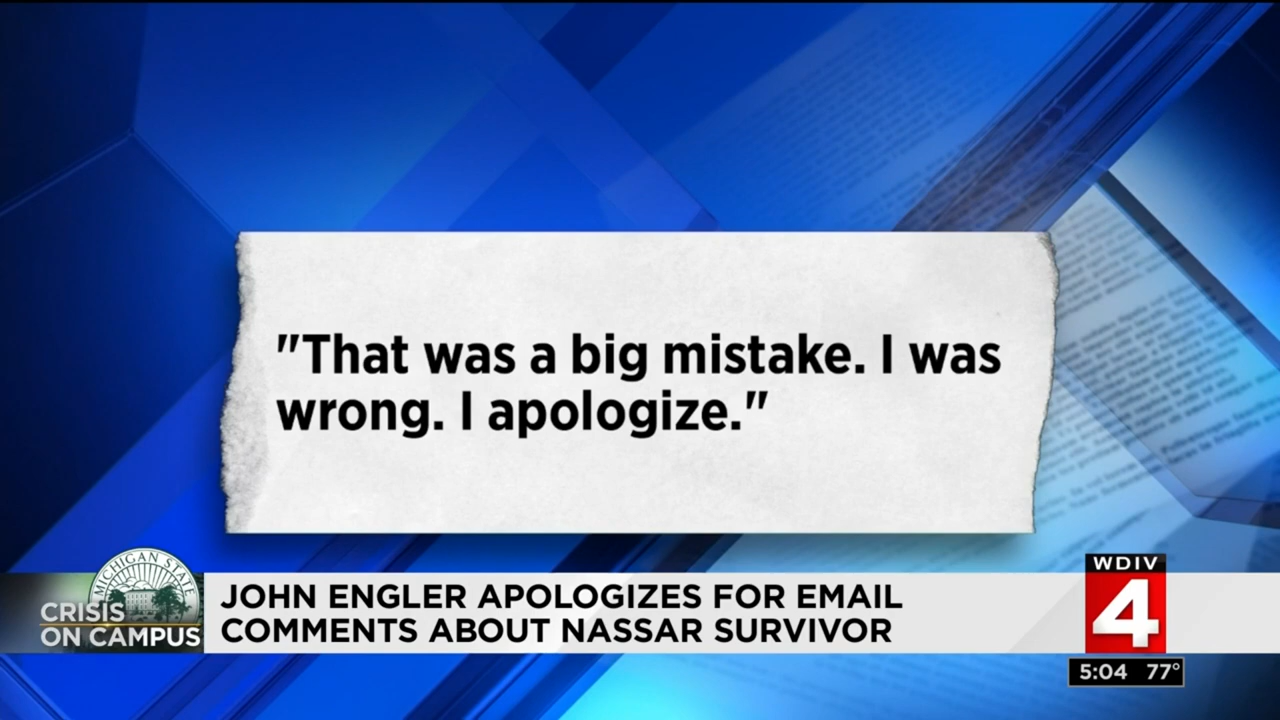 "That was a big mistake. I was
wrong. I apologize."
MICHIGAN STATE
CRISIS
ON CAMPUS
JOHN ENGLER APOLOGIZES FOR EMAIL
COMMENTS ABOUT NASSAR SURVIVOR
WDIV
4
5:04 77°